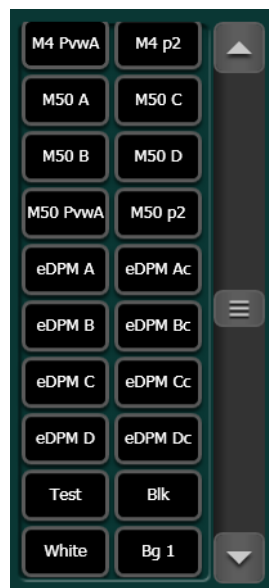 M4 PvwA M4 p2
M50 A M50 C
M50 B M50 D
M50 PvwA M50 p2
eDPM A eDPM Ac
eDPM B eDPM Bc
eDPM C eDPM Cc
eDPM D eDPM Dc
Test Blk
White Bg 1